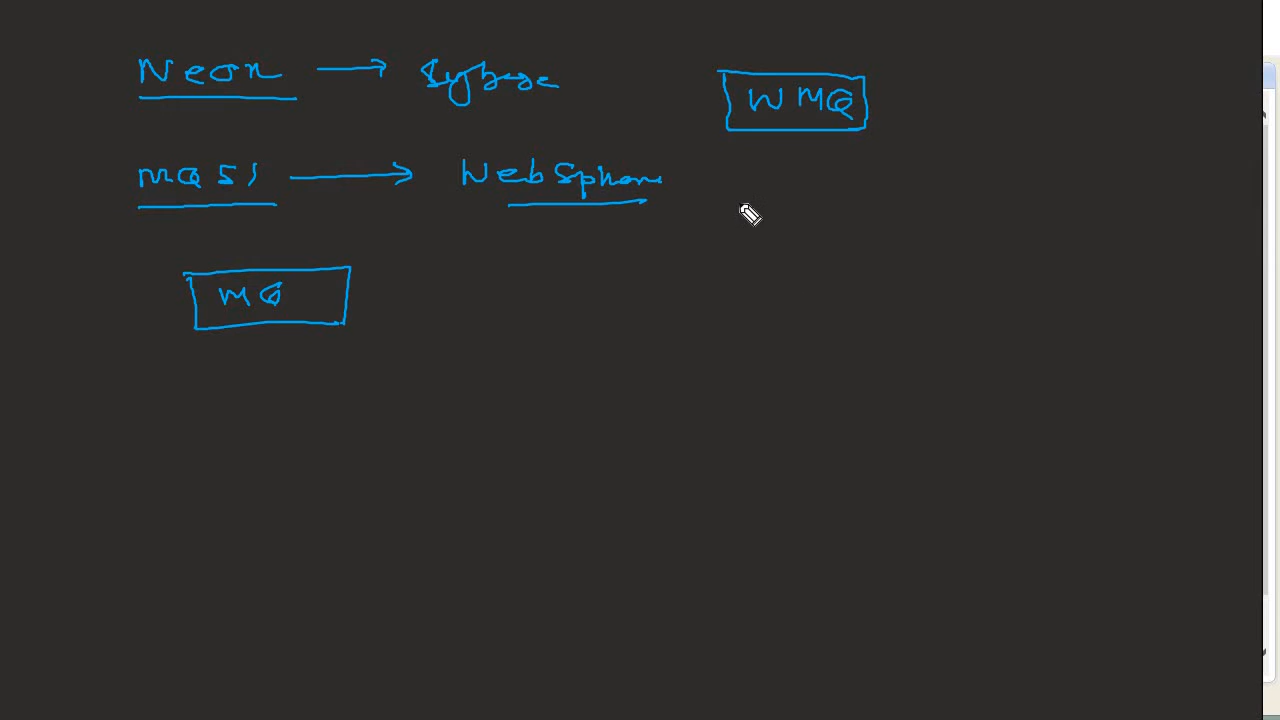 Neon → Sybase
WMQ
MQSI → WebSphere
MQ